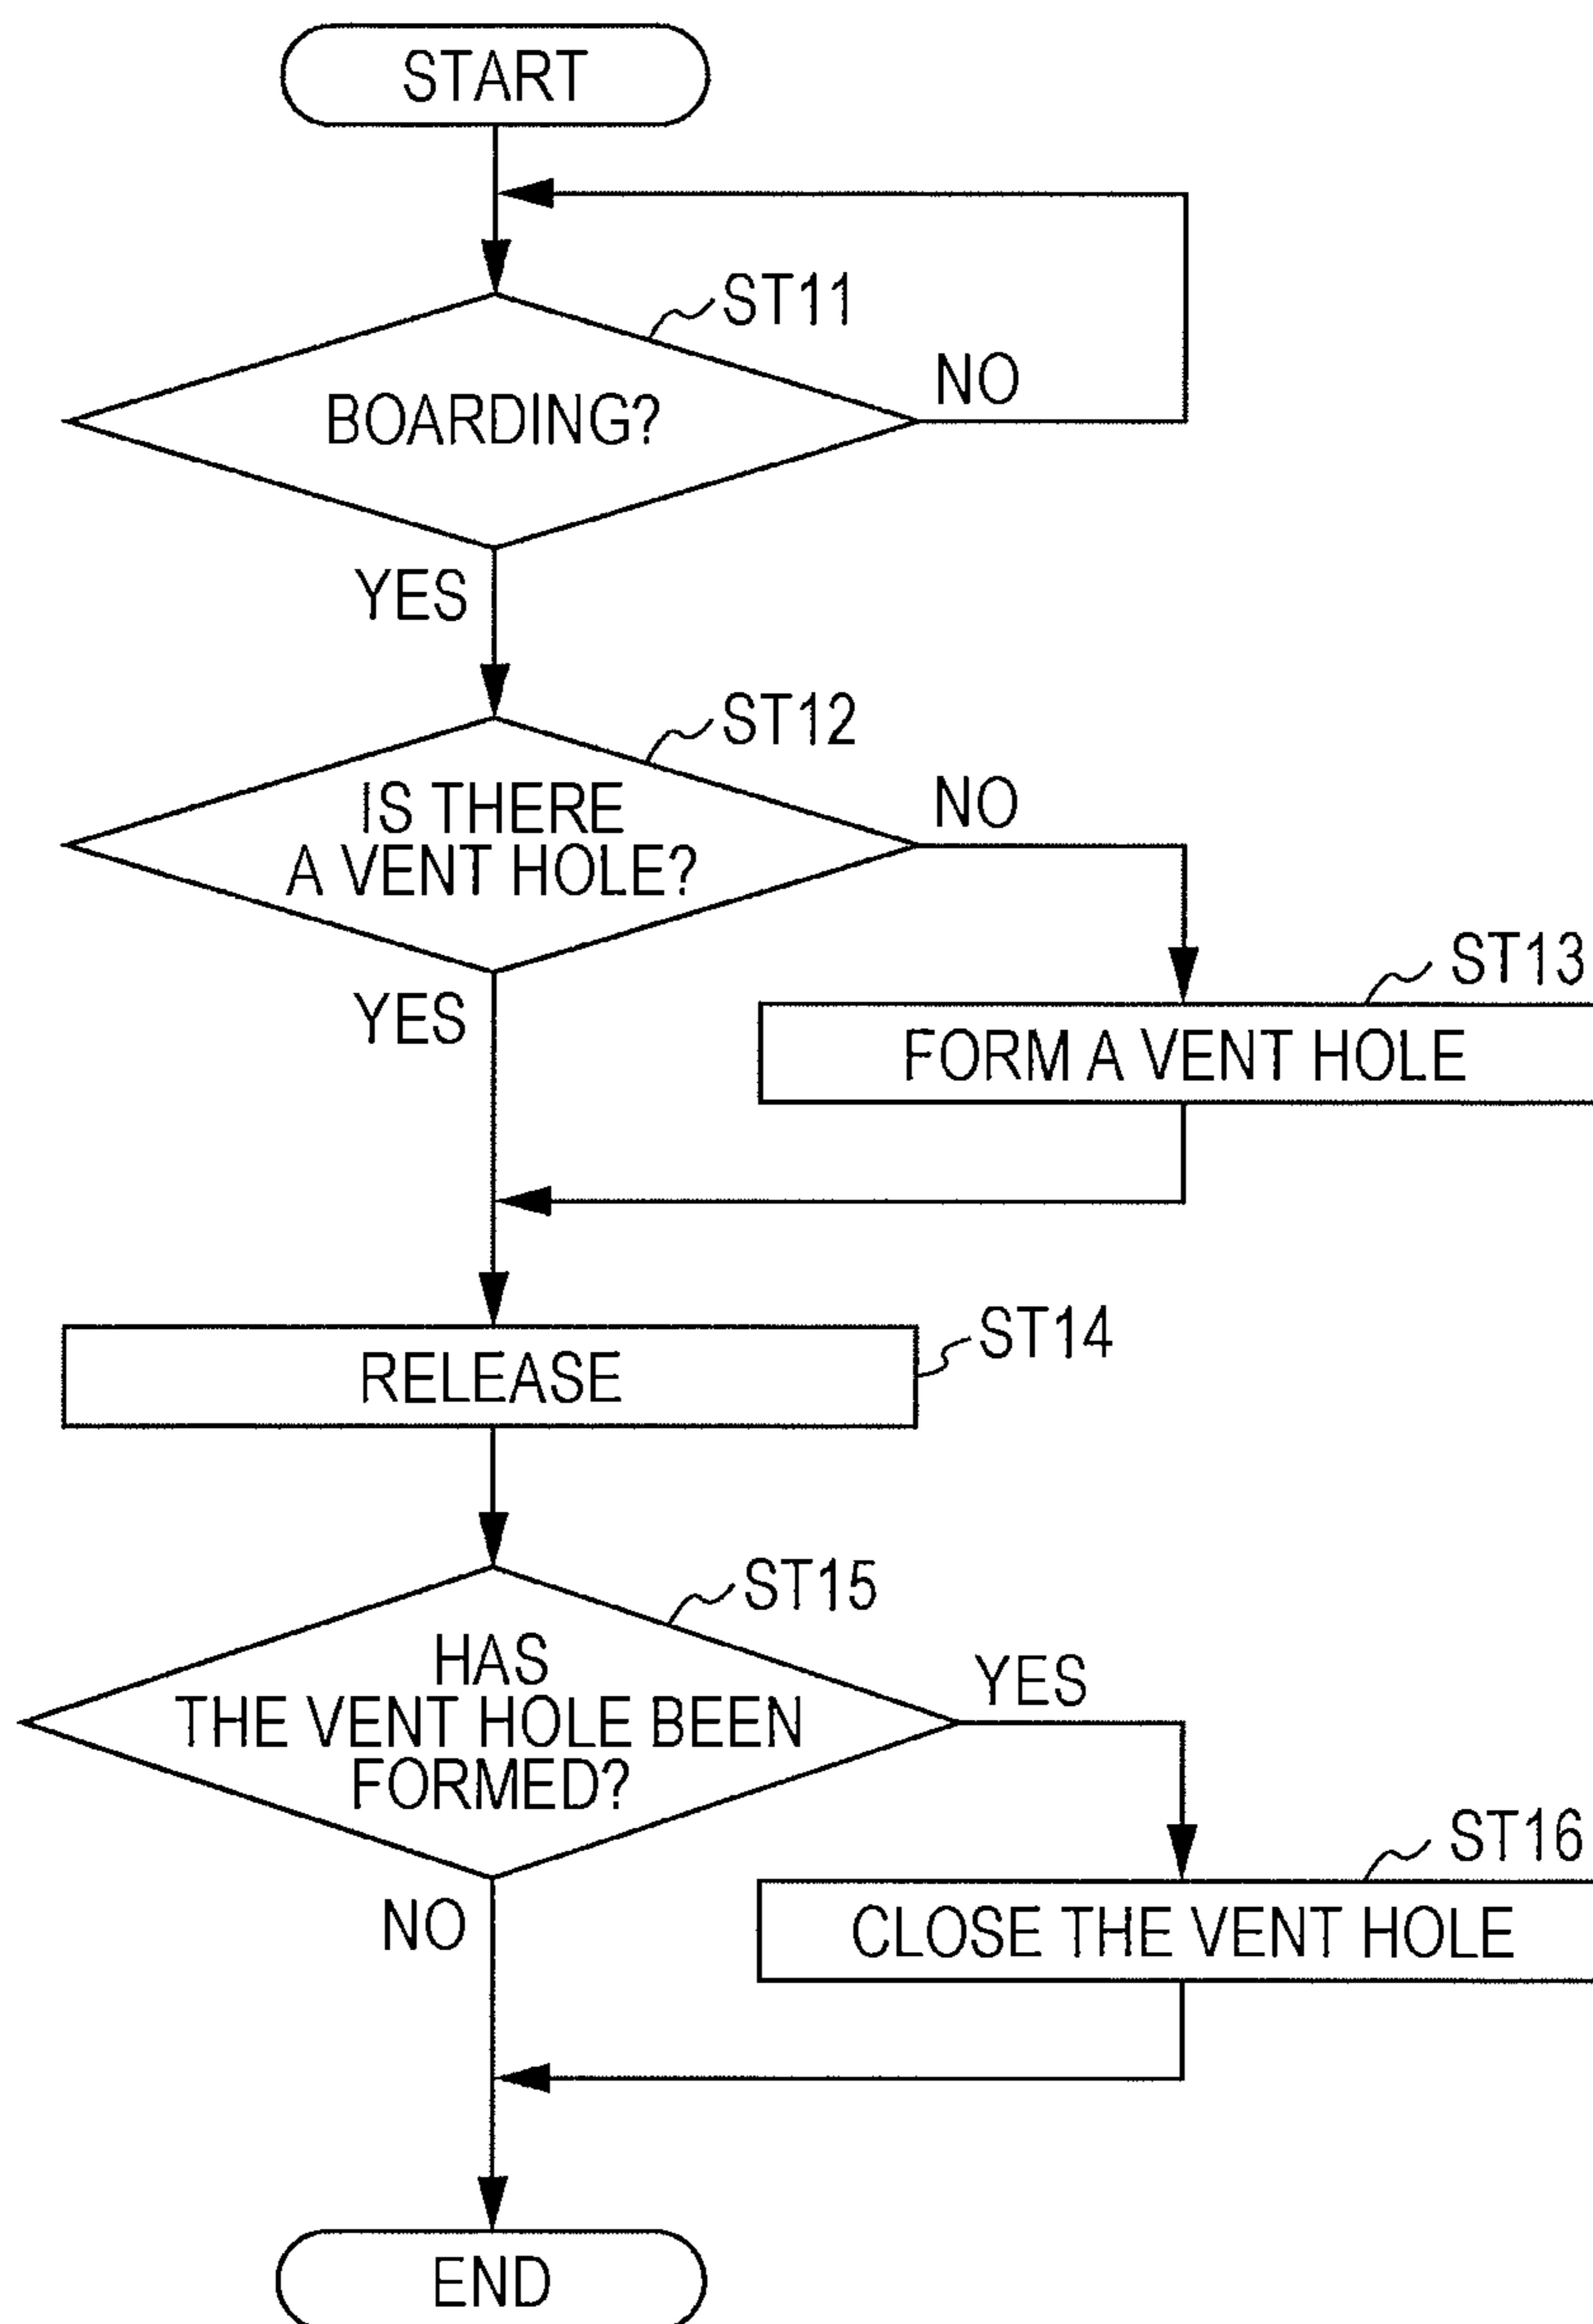 START
ST11
BOARDING?
NO
YES
ST12
IS THERE
A VENT HOLE?
NO
YES
ST13
FORM A VENT HOLE
ST14
RELEASE
ST15
HAS
THE VENT HOLE BEEN
FORMED?
YES
NO
ST16
CLOSE THE VENT HOLE
END